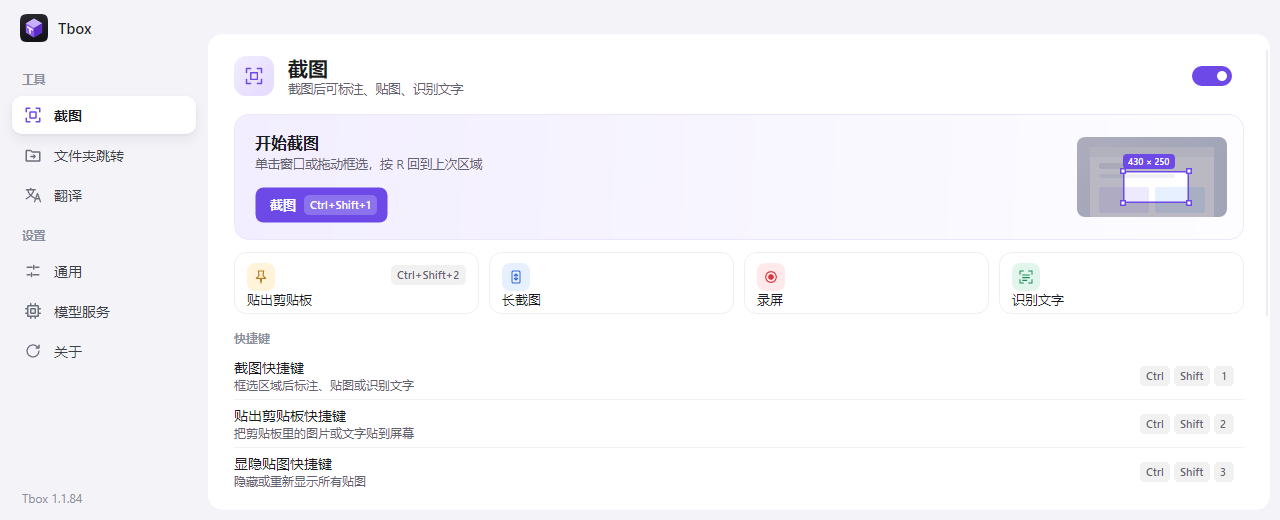 Tbox
工具
截图
文件夹跳转
翻译
设置
通用
模型服务
关于
Tbox 1.1.84
截图
截图后可标注、贴图、识别文字
开始截图
单击窗口或拖动框选，按 R 回到上次区域
截图 Ctrl+Shift+1
430 × 250
贴出剪贴板 Ctrl+Shift+2
长截图
录屏
识别文字
快捷键
截图快捷键
框选区域后标注、贴图或识别文字
Ctrl Shift 1
贴出剪贴板快捷键
把剪贴板里的图片或文字贴到屏幕
Ctrl Shift 2
显隐贴图快捷键
隐藏或重新显示所有贴图
Ctrl Shift 3